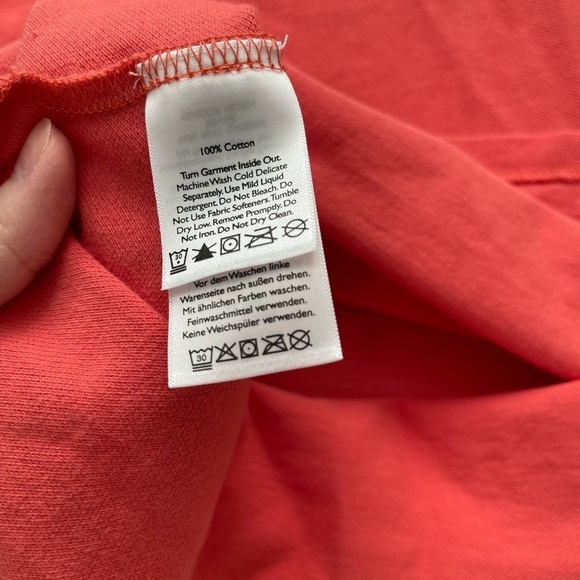 100% Cotton
Turn Garment Inside Out.
Machine Wash Cold Delicate
Separately. Use Mild Liquid
Detergent. Do Not Bleach. Do
Not Use Fabric Softeners. Tumble
Dry Low. Remove Promptly. Do
Not Iron. Do Not Dry Clean.
30
Vor dem Waschen linke
Warenseite nach außen drehen.
Mit ähnlichen Farben waschen.
Feinwaschmittel verwenden.
Keine Weichspüler verwenden.
30